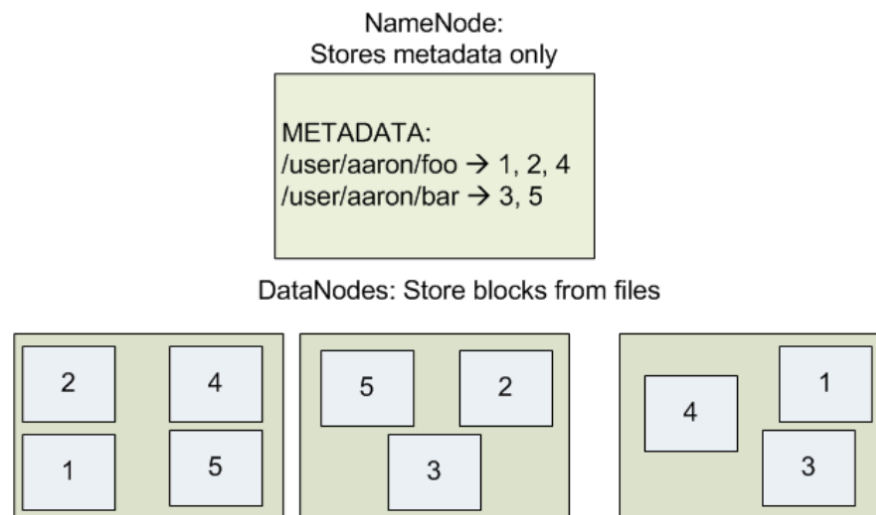 NameNode:
Stores metadata only
METADATA:
/user/aaron/foo → 1, 2, 4
/user/aaron/bar → 3, 5
DataNodes: Store blocks from files
2 4
1 5
5 2
3
1
4
3